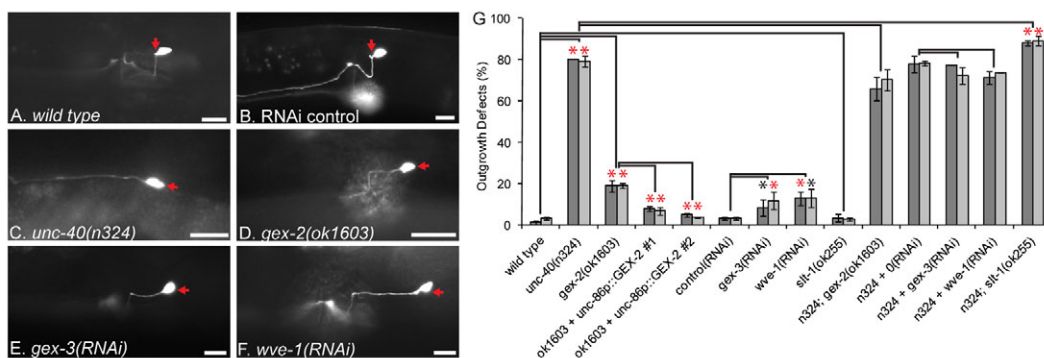 A. wild type
B. RNAi control
C. unc-40(n324)
D. gex-2(ok1603)
E. gex-3(RNAi)
F. wve-1(RNAi)
G
Outgrowth Defects (%)
100
80
60
40
20
0
* *
* *
* *
* *
* *
* *
* *
wild type
unc-40(n324)
gex-2(ok1603)
ok1603 + unc-86p::GEX-2 #1
ok1603 + unc-86p::GEX-2 #2
control(RNAi)
gex-3(RNAi)
wve-1(RNAi)
slt-1(ok255)
n324; gex-2(ok1603)
n324 + 0(RNAi)
n324 + gex-3(RNAi)
n324 + wve-1(RNAi)
n324; slt-1(ok255)